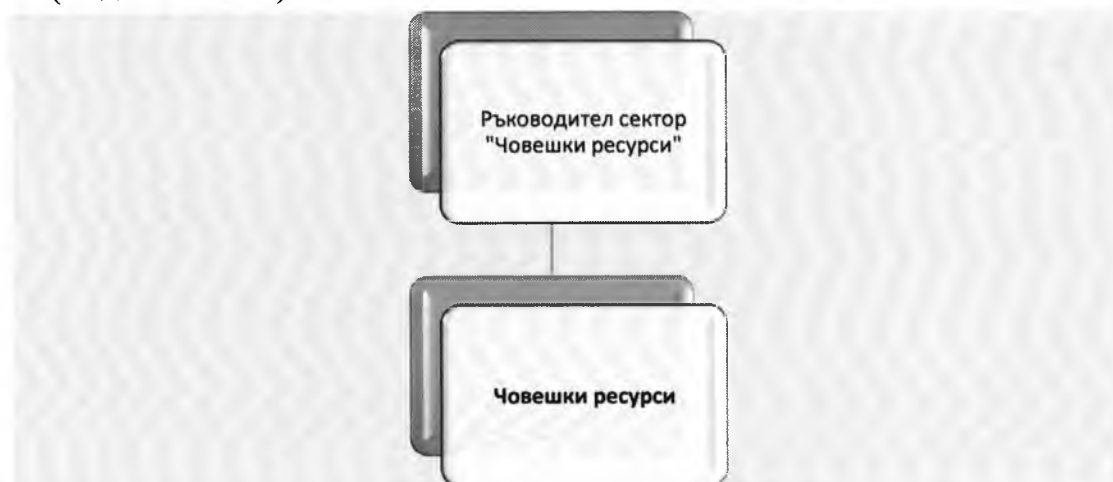 Ръководител сектор
"Човешки ресурси"
Човешки ресурси